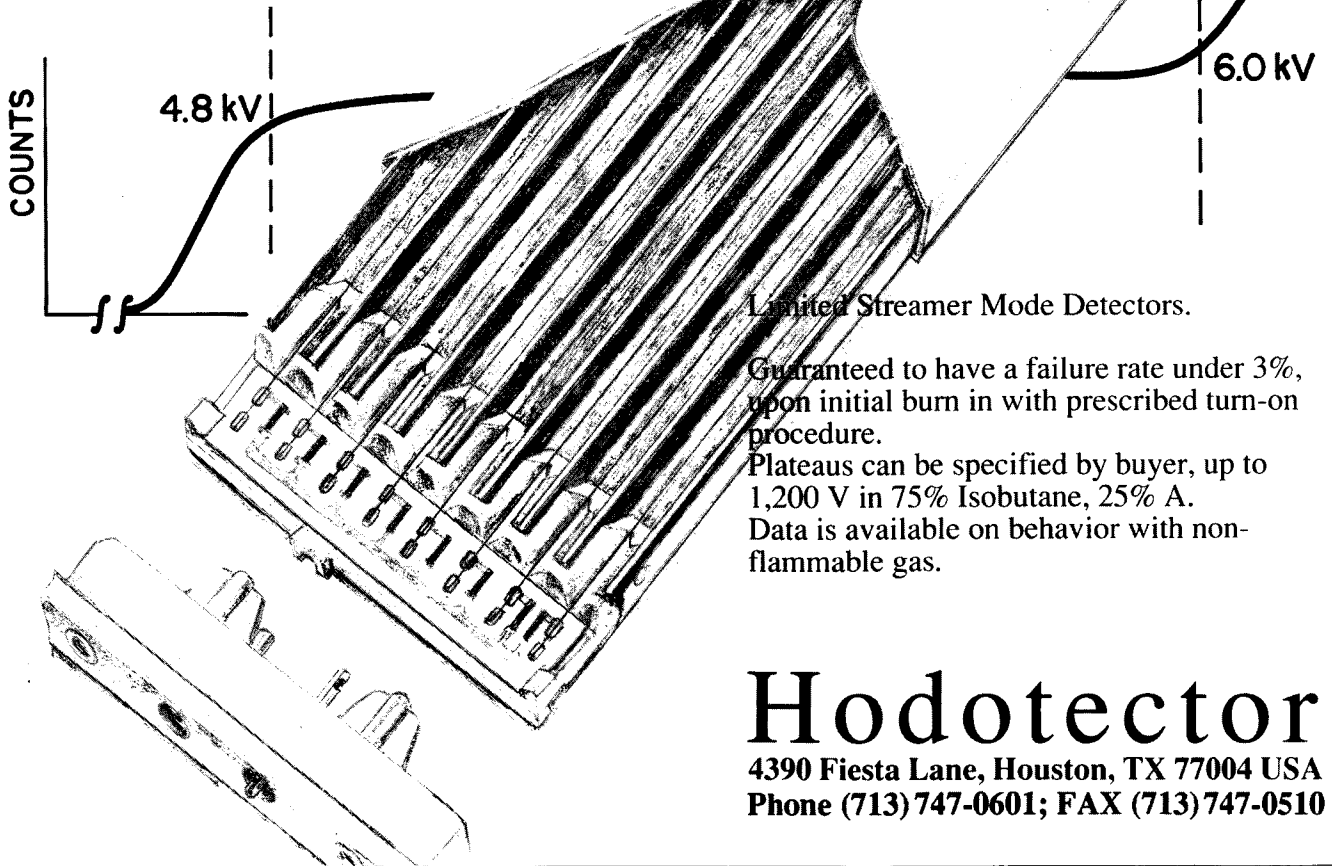 COUNTS
4.8 kV
6.0 kV
Limited Streamer Mode Detectors.
Guaranteed to have a failure rate under 3%,
upon initial burn in with prescribed turn-on
procedure.
Plateaus can be specified by buyer, up to
1,200 V in 75% Isobutane, 25% A.
Data is available on behavior with non-
flammable gas.
Hodotector
4390 Fiesta Lane, Houston, TX 77004 USA
Phone (713) 747-0601; FAX (713) 747-0510